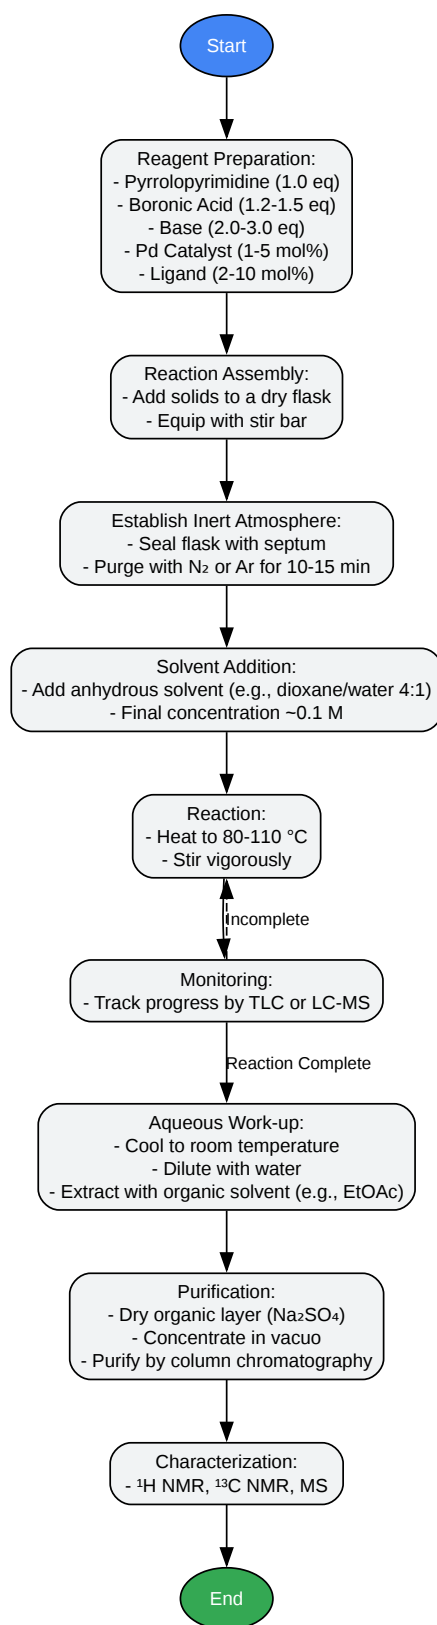 Start
Reagent Preparation:
- Pyrrolopyrimidine (1.0 eq)
- Boronic Acid (1.2-1.5 eq)
- Base (2.0-3.0 eq)
- Pd Catalyst (1-5 mol%)
- Ligand (2-10 mol%)
Reaction Assembly:
- Add solids to a dry flask
- Equip with stir bar
Establish Inert Atmosphere:
- Seal flask with septum
- Purge with N₂ or Ar for 10-15 min
Solvent Addition:
- Add anhydrous solvent (e.g., dioxane/water 4:1)
- Final concentration ~0.1 M
Reaction:
- Heat to 80-110 °C
- Stir vigorously
Incomplete
Monitoring:
- Track progress by TLC or LC-MS
Reaction Complete
Aqueous Work-up:
- Cool to room temperature
- Dilute with water
- Extract with organic solvent (e.g., EtOAc)
Purification:
- Dry organic layer (Na₂SO₄)
- Concentrate in vacuo
- Purify by column chromatography
Characterization:
- ¹H NMR, ¹³C NMR, MS
End